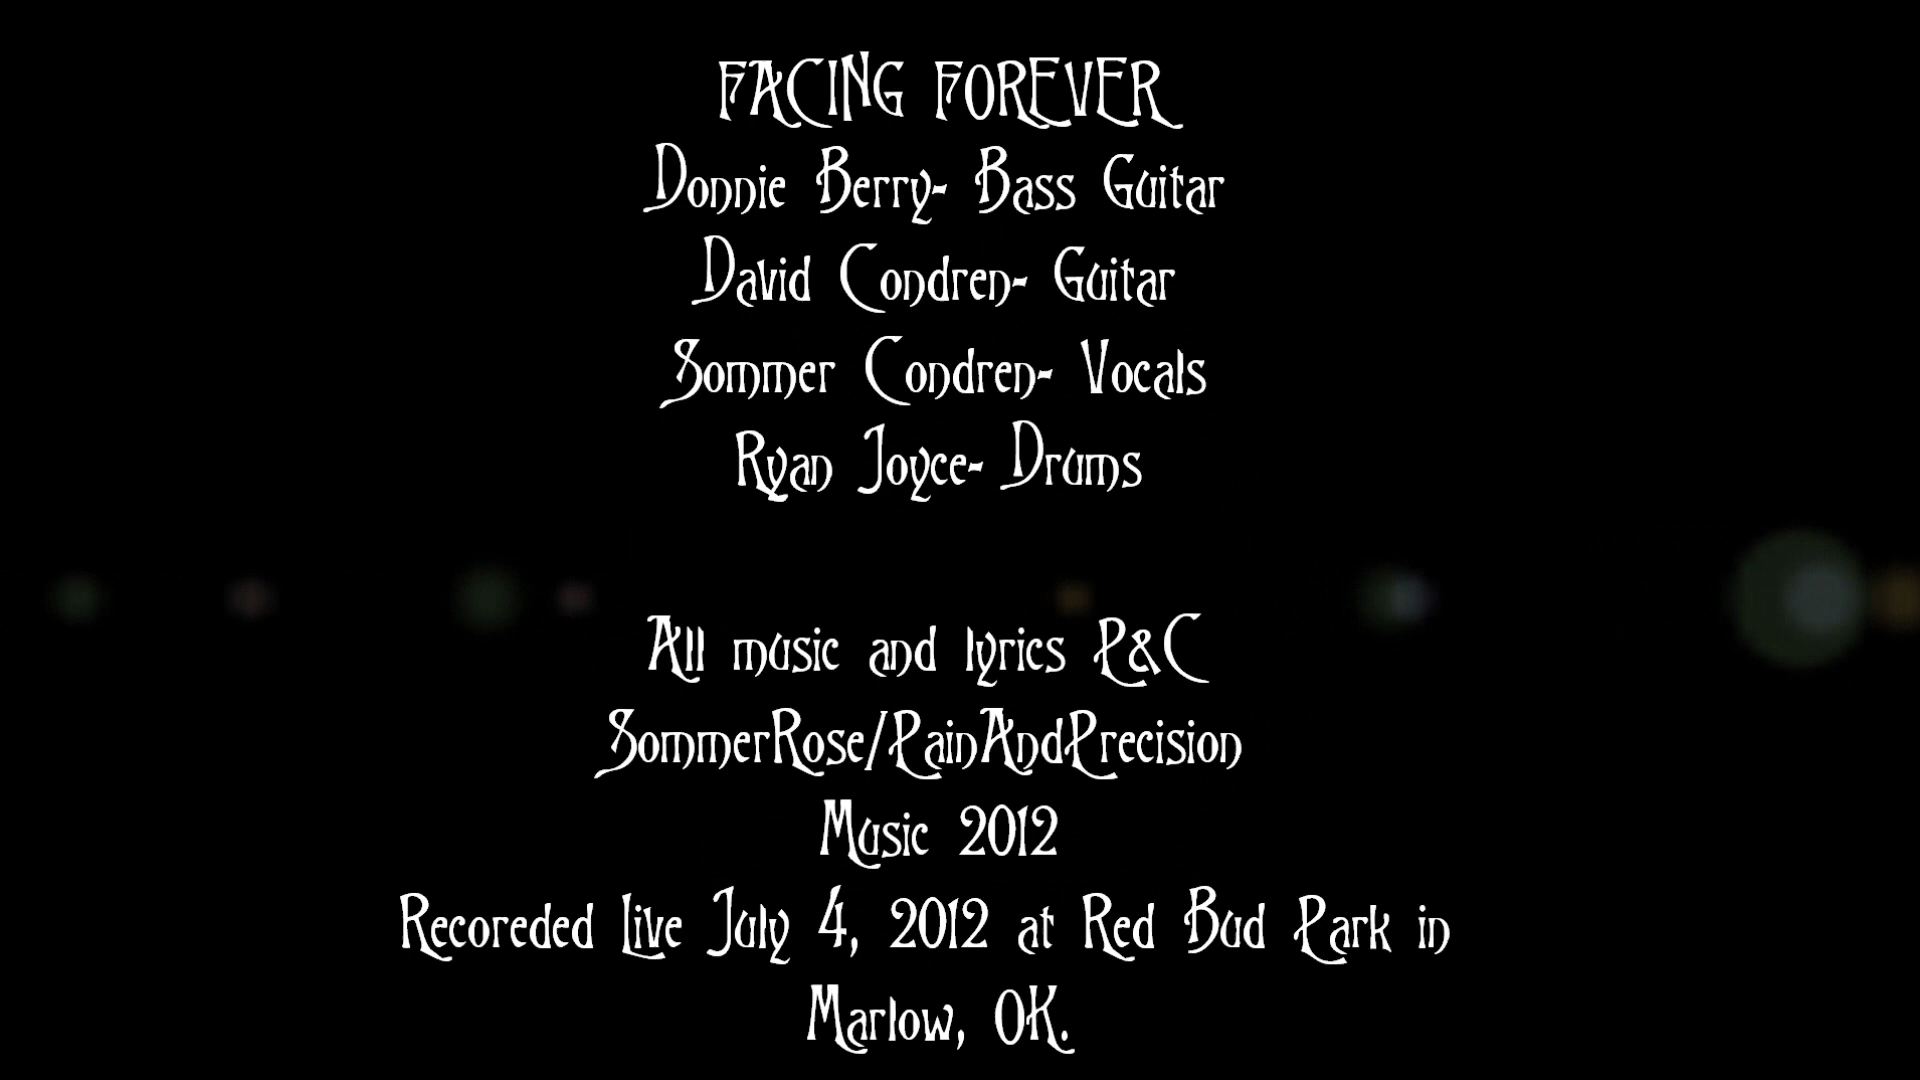 FACING FOREVER
Donnie Berry- Bass Guitar
David Condren- Guitar
Sommer Condren- Vocals
Ryan Joyce- Drums
All music and lyrics P&C
SommerRose/PainAndPrecision
Music 2012
Recoreded Live July 4, 2012 at Red Bud Park in
Marlow, OK.